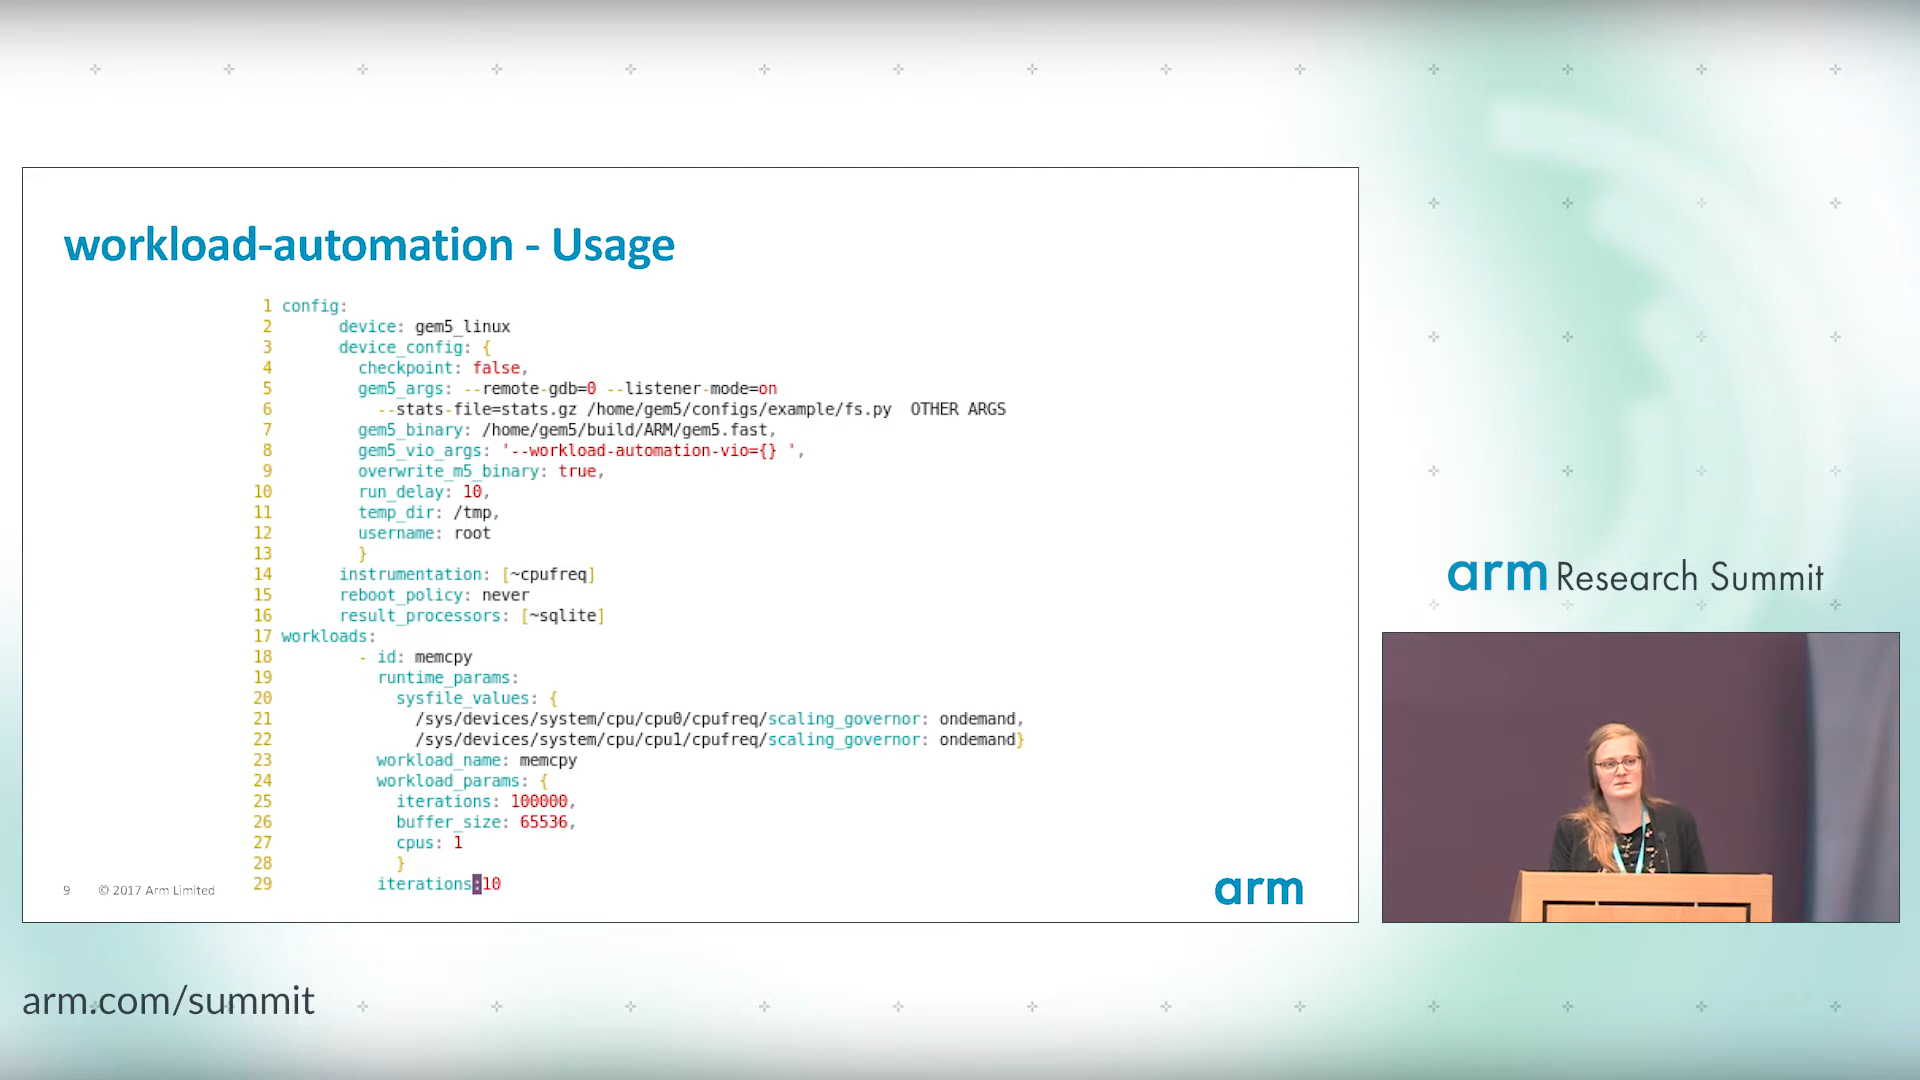 workload-automation - Usage
1 config:
2 device: gem5_linux
3 device_config: {
4 checkpoint: false,
5 gem5_args: --remote-gdb=0 --listener-mode=on
6 --stats-file=stats.gz /home/gem5/configs/example/fs.py OTHER ARGS
7 gem5_binary: /home/gem5/build/ARM/gem5.fast,
8 gem5_vio_args: '--workload-automation-vio={} ',
9 overwrite_m5_binary: true,
10 run_delay: 10,
11 temp_dir: /tmp,
12 username: root
13 }
14 instrumentation: [~cpufreq]
15 reboot_policy: never
16 result_processors: [~sqlite]
17 workloads:
18 - id: memcpy
19 runtime_params:
20 sysfile_values: {
21 /sys/devices/system/cpu/cpu0/cpufreq/scaling_governor: ondemand,
22 /sys/devices/system/cpu/cpu1/cpufreq/scaling_governor: ondemand}
23 workload_name: memcpy
24 workload_params: {
25 iterations: 100000,
26 buffer_size: 65536,
27 cpus: 1
28 }
29 iterations:10
9 © 2017 Arm Limited
arm
arm Research Summit
arm.com/summit